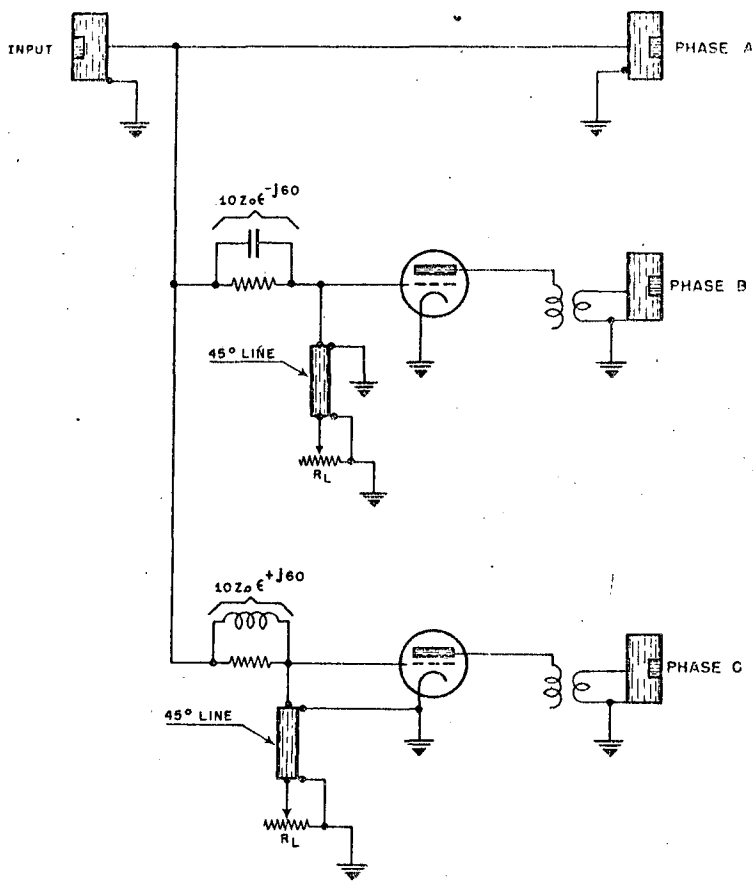 INPUT
PHASE A
10Z₀ε⁻ʲ⁶⁰
PHASE B
45° LINE
R_L
10Z₀ε⁺ʲ⁶⁰
PHASE C
45° LINE
R_L